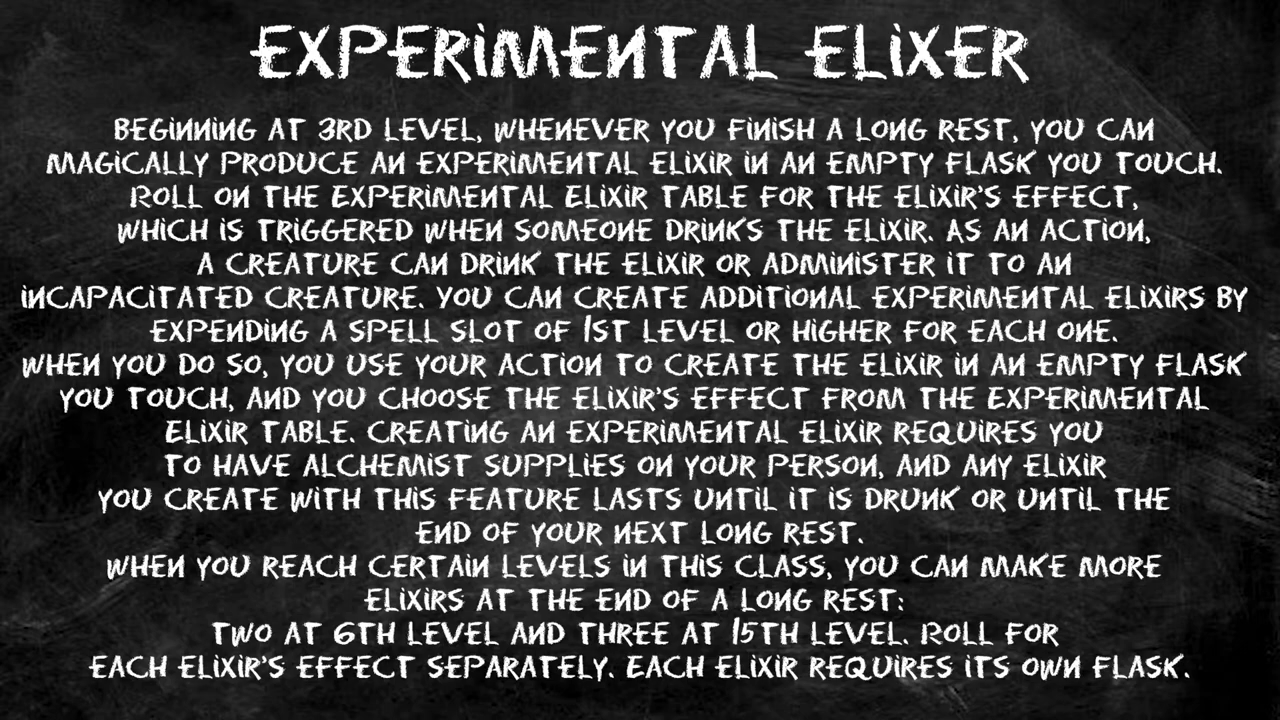 EXPERIMENTAL ELIXER
BEGINNING AT 3RD LEVEL, WHENEVER YOU FINISH A LONG REST, YOU CAN
MAGICALLY PRODUCE AN EXPERIMENTAL ELIXIR IN AN EMPTY FLASK YOU TOUCH.
ROLL ON THE EXPERIMENTAL ELIXIR TABLE FOR THE ELIXIR'S EFFECT,
WHICH IS TRIGGERED WHEN SOMEONE DRINKS THE ELIXIR. AS AN ACTION,
A CREATURE CAN DRINK THE ELIXIR OR ADMINISTER IT TO AN
INCAPACITATED CREATURE. YOU CAN CREATE ADDITIONAL EXPERIMENTAL ELIXIRS BY
EXPENDING A SPELL SLOT OF 1ST LEVEL OR HIGHER FOR EACH ONE.
WHEN YOU DO SO, YOU USE YOUR ACTION TO CREATE THE ELIXIR IN AN EMPTY FLASK
YOU TOUCH, AND YOU CHOOSE THE ELIXIR'S EFFECT FROM THE EXPERIMENTAL
ELIXIR TABLE. CREATING AN EXPERIMENTAL ELIXIR REQUIRES YOU
TO HAVE ALCHEMIST SUPPLIES ON YOUR PERSON, AND ANY ELIXIR
YOU CREATE WITH THIS FEATURE LASTS UNTIL IT IS DRUNK OR UNTIL THE
END OF YOUR NEXT LONG REST.
WHEN YOU REACH CERTAIN LEVELS IN THIS CLASS, YOU CAN MAKE MORE
ELIXIRS AT THE END OF A LONG REST:
TWO AT 6TH LEVEL AND THREE AT 15TH LEVEL. ROLL FOR
EACH ELIXIR'S EFFECT SEPARATELY. EACH ELIXIR REQUIRES ITS OWN FLASK.